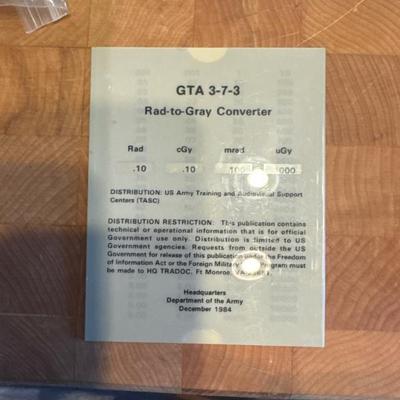 GTA 3-7-3
Rad-to-Gray Converter
Rad cGy mrad uGy
.10 .10 100 1000
DISTRIBUTION: US Army Training and Audiovisual Support
Centers (TASC)
DISTRIBUTION RESTRICTION: This publication contains
technical or operational information that is for official
Government use only. Distribution is limited to US
Government agencies. Requests from outside the US
Government for release of this publication under the Freedom
of Information Act or the Foreign Military Program must
be made to HQ TRADOC, Ft Monroe, VA
Headquarters
Department of the Army
December 1984